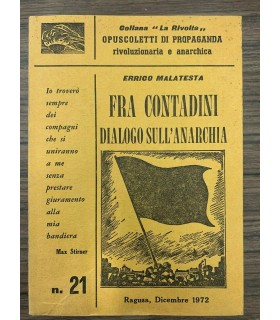 Collana "La Rivolta"
OPUSCOLETTI DI PROPAGANDA
rivoluzionaria e anarchica
ERRICO MALATESTA
FRA CONTADINI
DIALOGO SULL'ANARCHIA
Io troverò
sempre
dei
compagni
che si
uniranno
a me
senza
prestare
giuramento
alla
mia
bandiera
Max Stirner
n. 21
Ragusa, Dicembre 1972